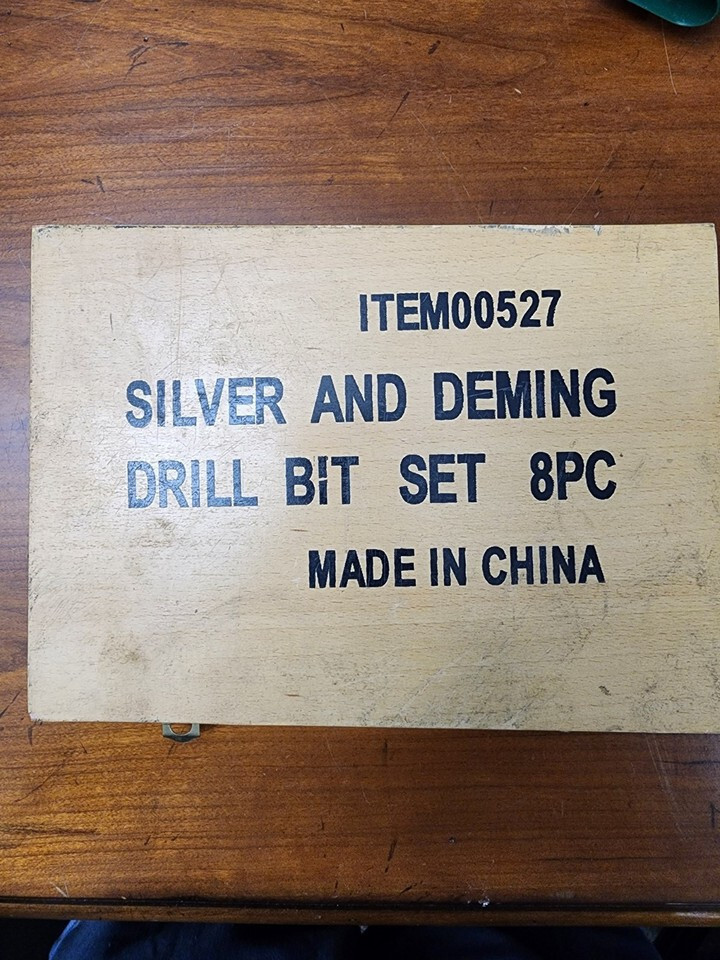 ITEM00527
SILVER AND DEMING
DRILL BIT SET 8PC
MADE IN CHINA